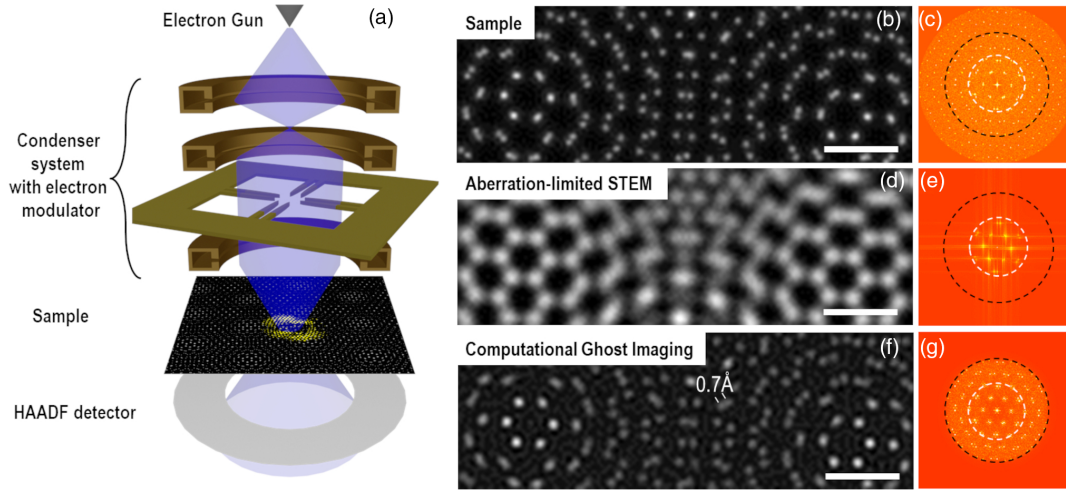 Electron Gun
(a)
Condenser
system
with electron
modulator
Sample
HAADF detector
Sample
(b)
(c)
Aberration-limited STEM
(d)
(e)
Computational Ghost Imaging
(f)
0.7Å
(g)